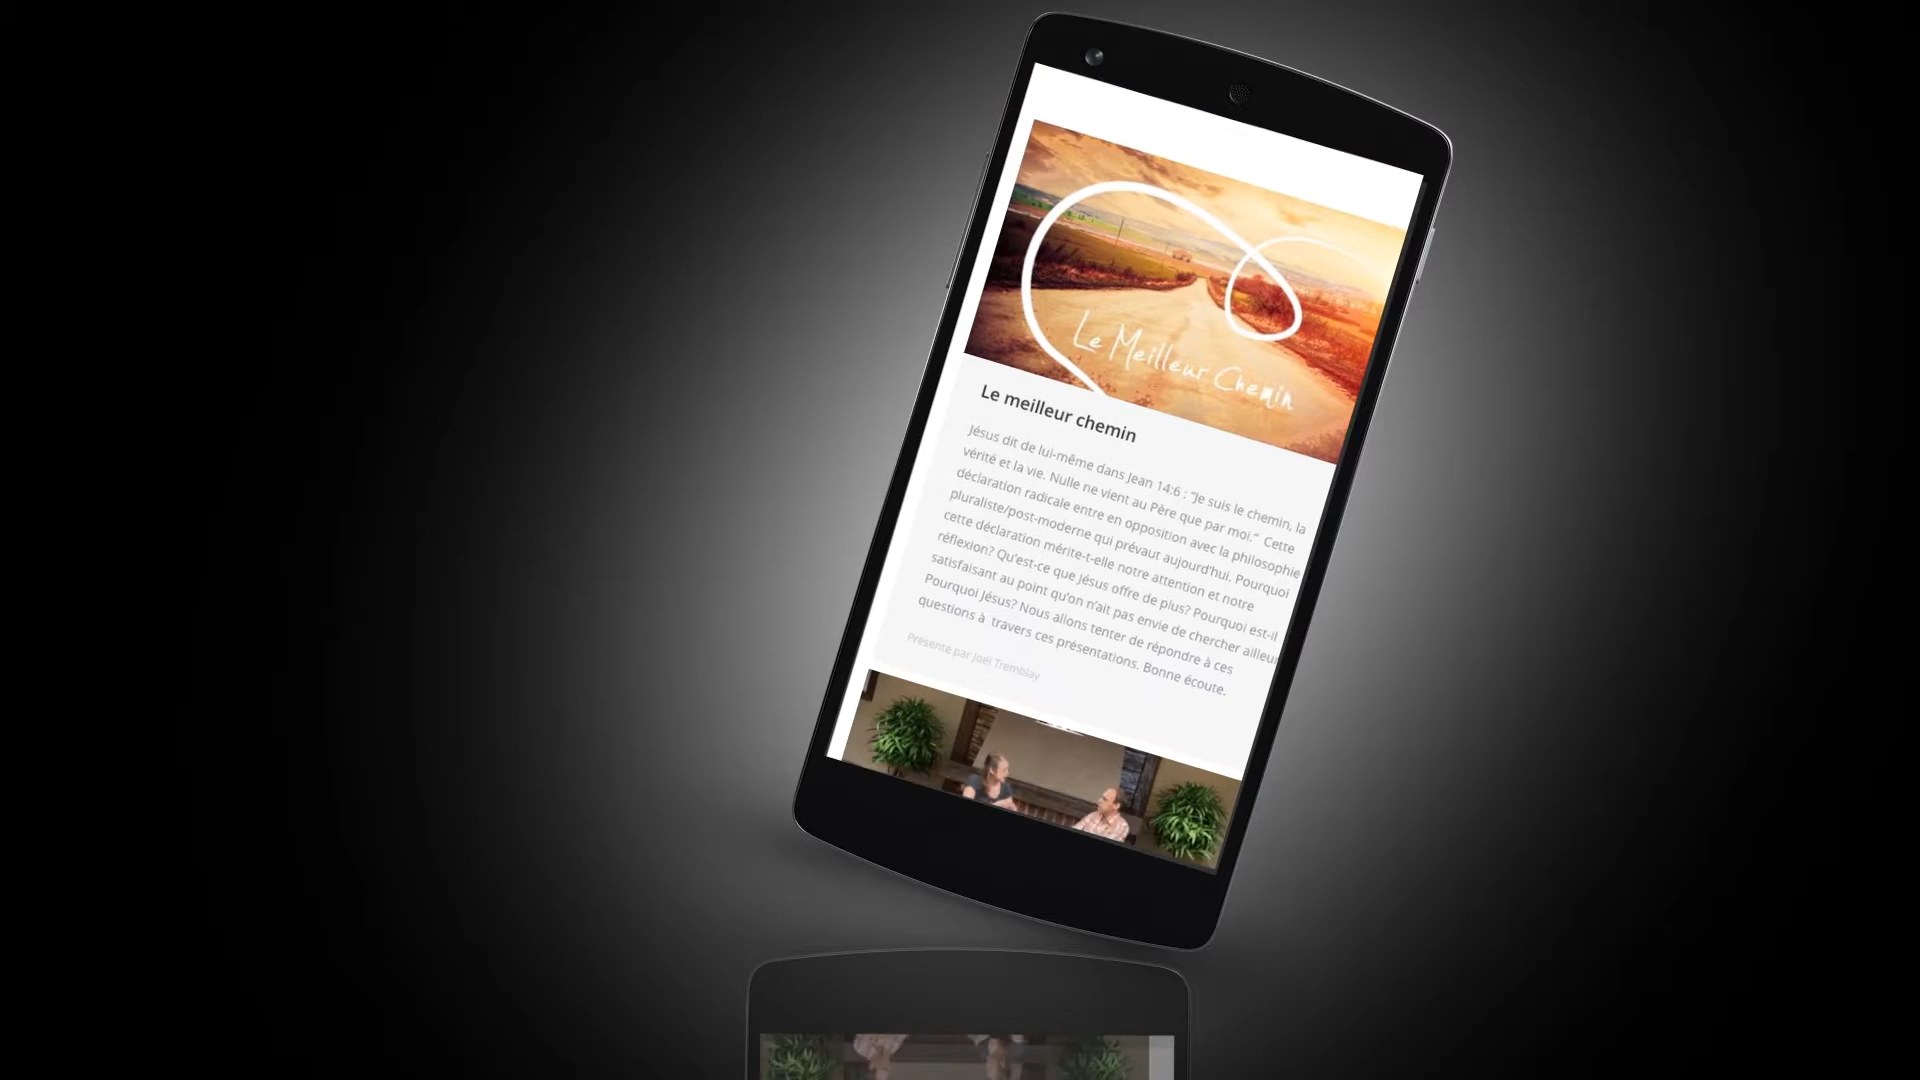 Le Meilleur Chemin
Le meilleur chemin
Jésus dit de lui-même dans Jean 14:6 : “Je suis le chemin, la
vérité et la vie. Nulle ne vient au Père que par moi.” Cette
déclaration radicale entre en opposition avec la philosophie
pluraliste/post-moderne qui prévaut aujourd'hui. Pourquoi
cette déclaration mérite-t-elle notre attention et notre
réflexion? Qu'est-ce que Jésus offre de plus? Pourquoi est-il
satisfaisant au point qu'on n'ait pas envie de chercher ailleu
Pourquoi Jésus? Nous allons tenter de répondre à ces
questions à travers ces présentations. Bonne écoute.
Présenté par Joël Tremblay